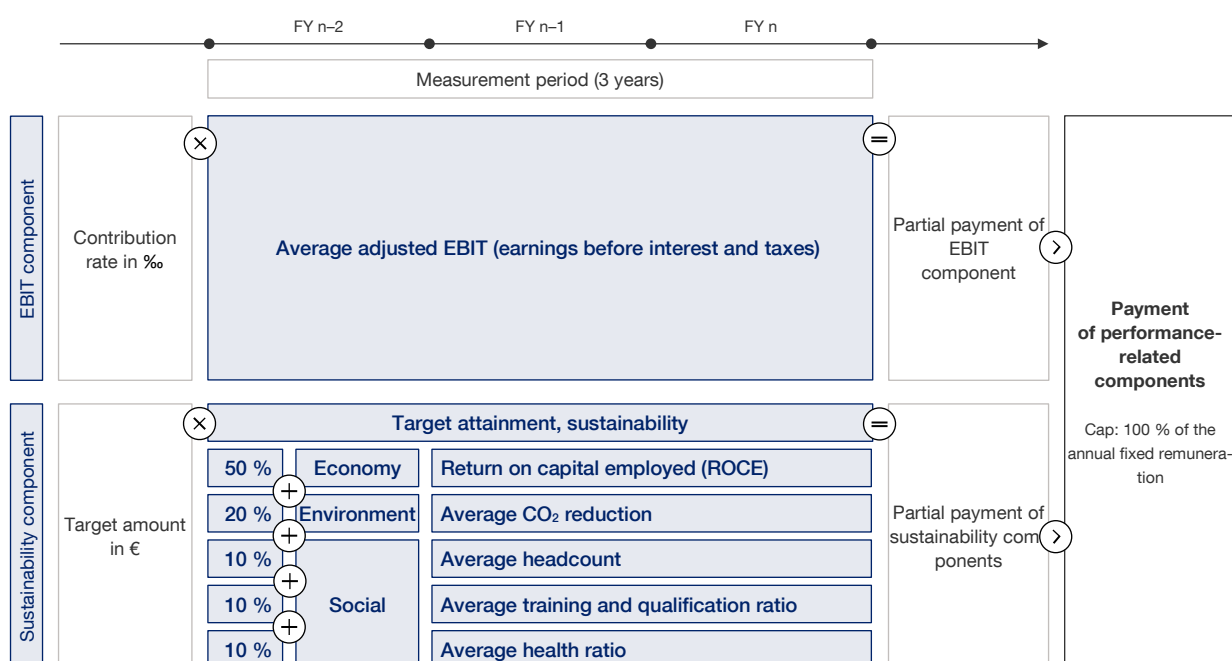 FY n–2
FY n–1
FY n
Measurement period (3 years)
EBIT component
Contribution
rate in ‰
×
Average adjusted EBIT (earnings before interest and taxes)
=
Partial payment of
EBIT
component
Payment
of performance-
related
components
Cap: 100 % of the
annual fixed remunera-
tion
Sustainability component
Target amount
in €
×
Target attainment, sustainability
=
50 %
Economy
Return on capital employed (ROCE)
+
20 %
Environment
Average CO₂ reduction
+
10 %
Average headcount
+
10 %
Social
Average training and qualification ratio
+
10 %
Average health ratio
Partial payment of
sustainability com
ponents